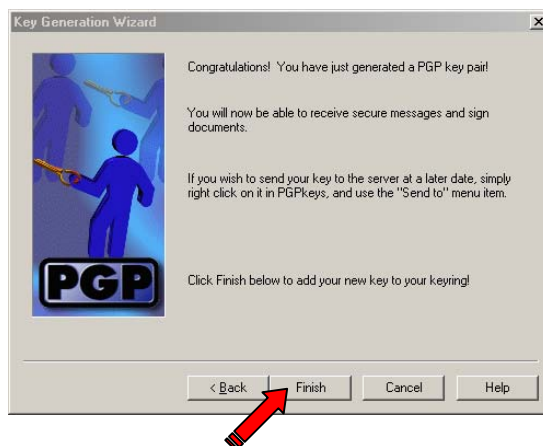 Key Generation Wizard
Congratulations! You have just generated a PGP key pair!
You will now be able to receive secure messages and sign
documents.
If you wish to send your key to the server at a later date, simply
right click on it in PGPkeys, and use the "Send to" menu item.
PGP
Click Finish below to add your new key to your keyring!
< Back
Finish
Cancel
Help